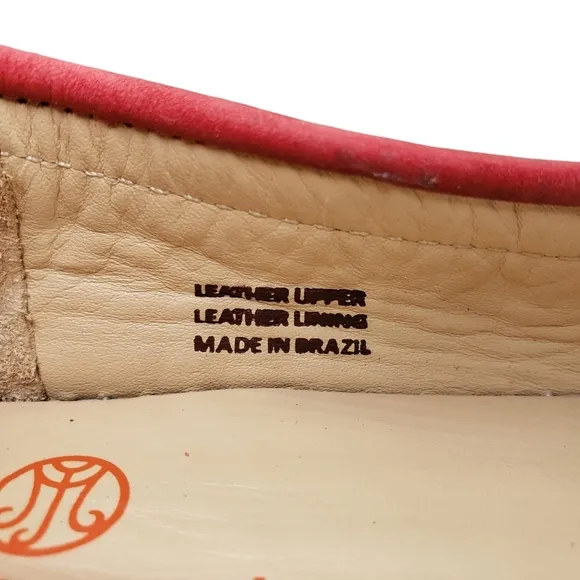 LEATHER UPPER
LEATHER LINING
MADE IN BRAZIL